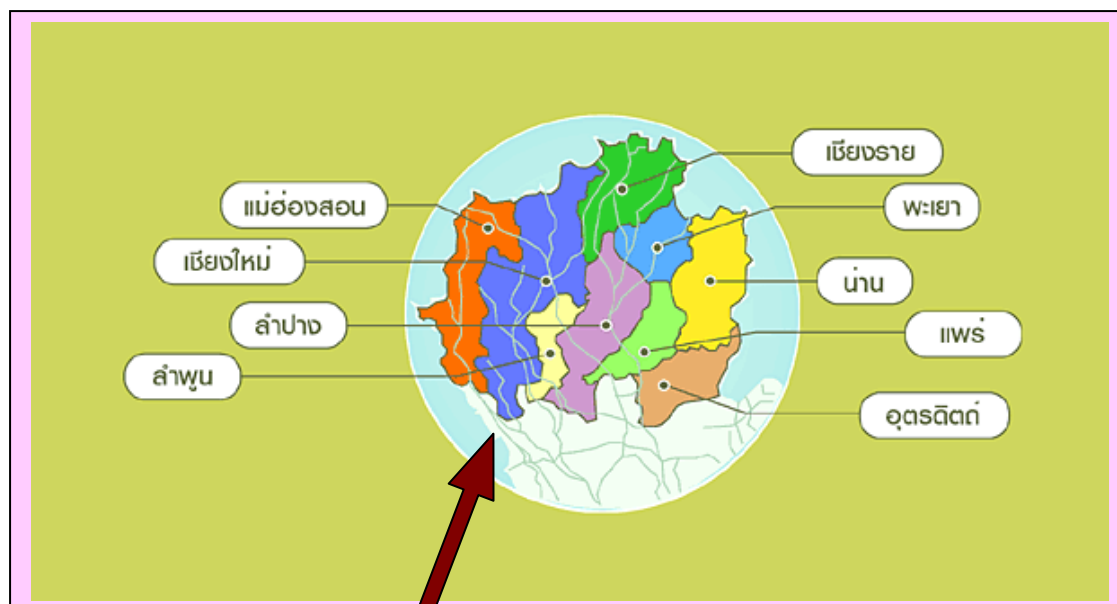 เชียงราย
แม่ฮ่องสอน
พะเยา
เชียงใหม่
น่าน
ลำปาง
แพร่
ลำพูน
อุตรดิตถ์